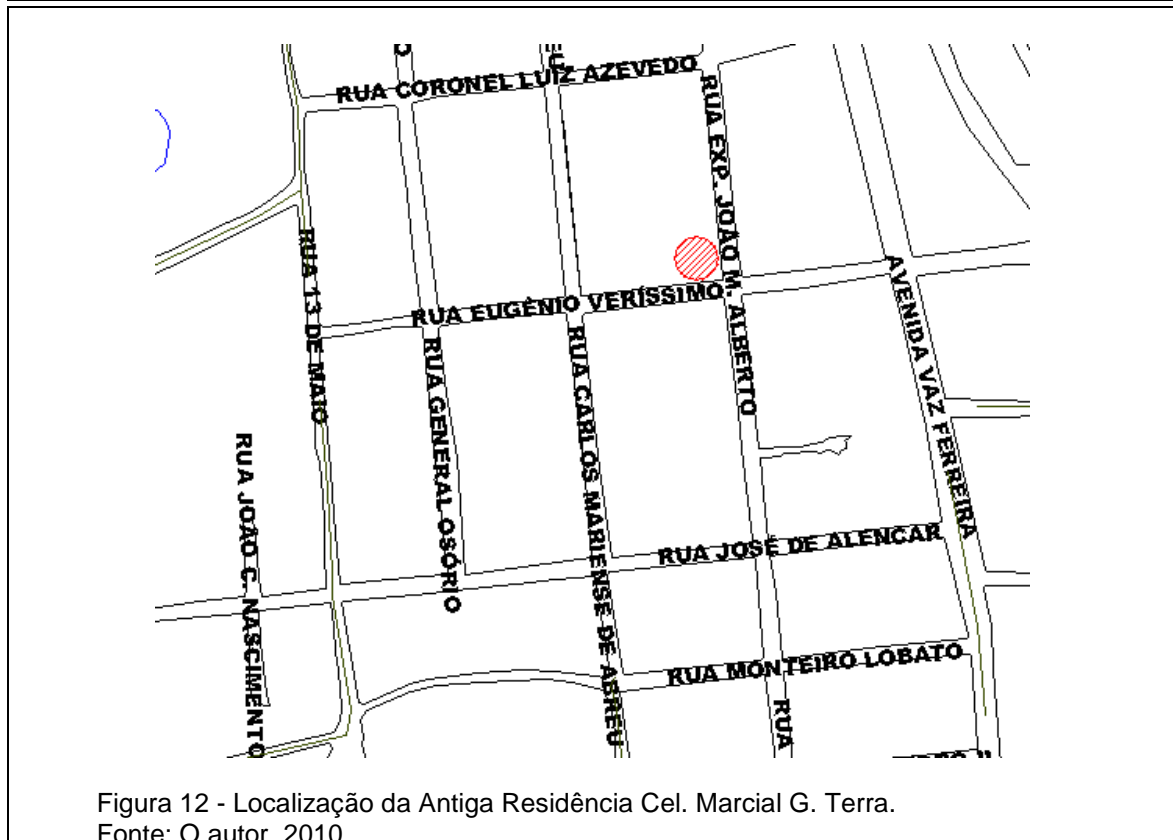 RUA CORONEL LUIZ AZEVEDO
RUA EXP. JOÃO M. ALBERTO
RUA 13 DE MAIO
RUA EUGÊNIO VERÍSSIMO
AVENIDA VAZ FERREIRA
RUA GENERAL OSÓRIO
RUA CARLOS MARIENSE DE ABREU
RUA JOÃO C. NASCIMENTO
RUA JOSÉ DE ALENCAR
RUA MONTEIRO LOBATO
RUA
Figura 12 - Localização da Antiga Residência Cel. Marcial G. Terra.
Fonte: O autor, 2010